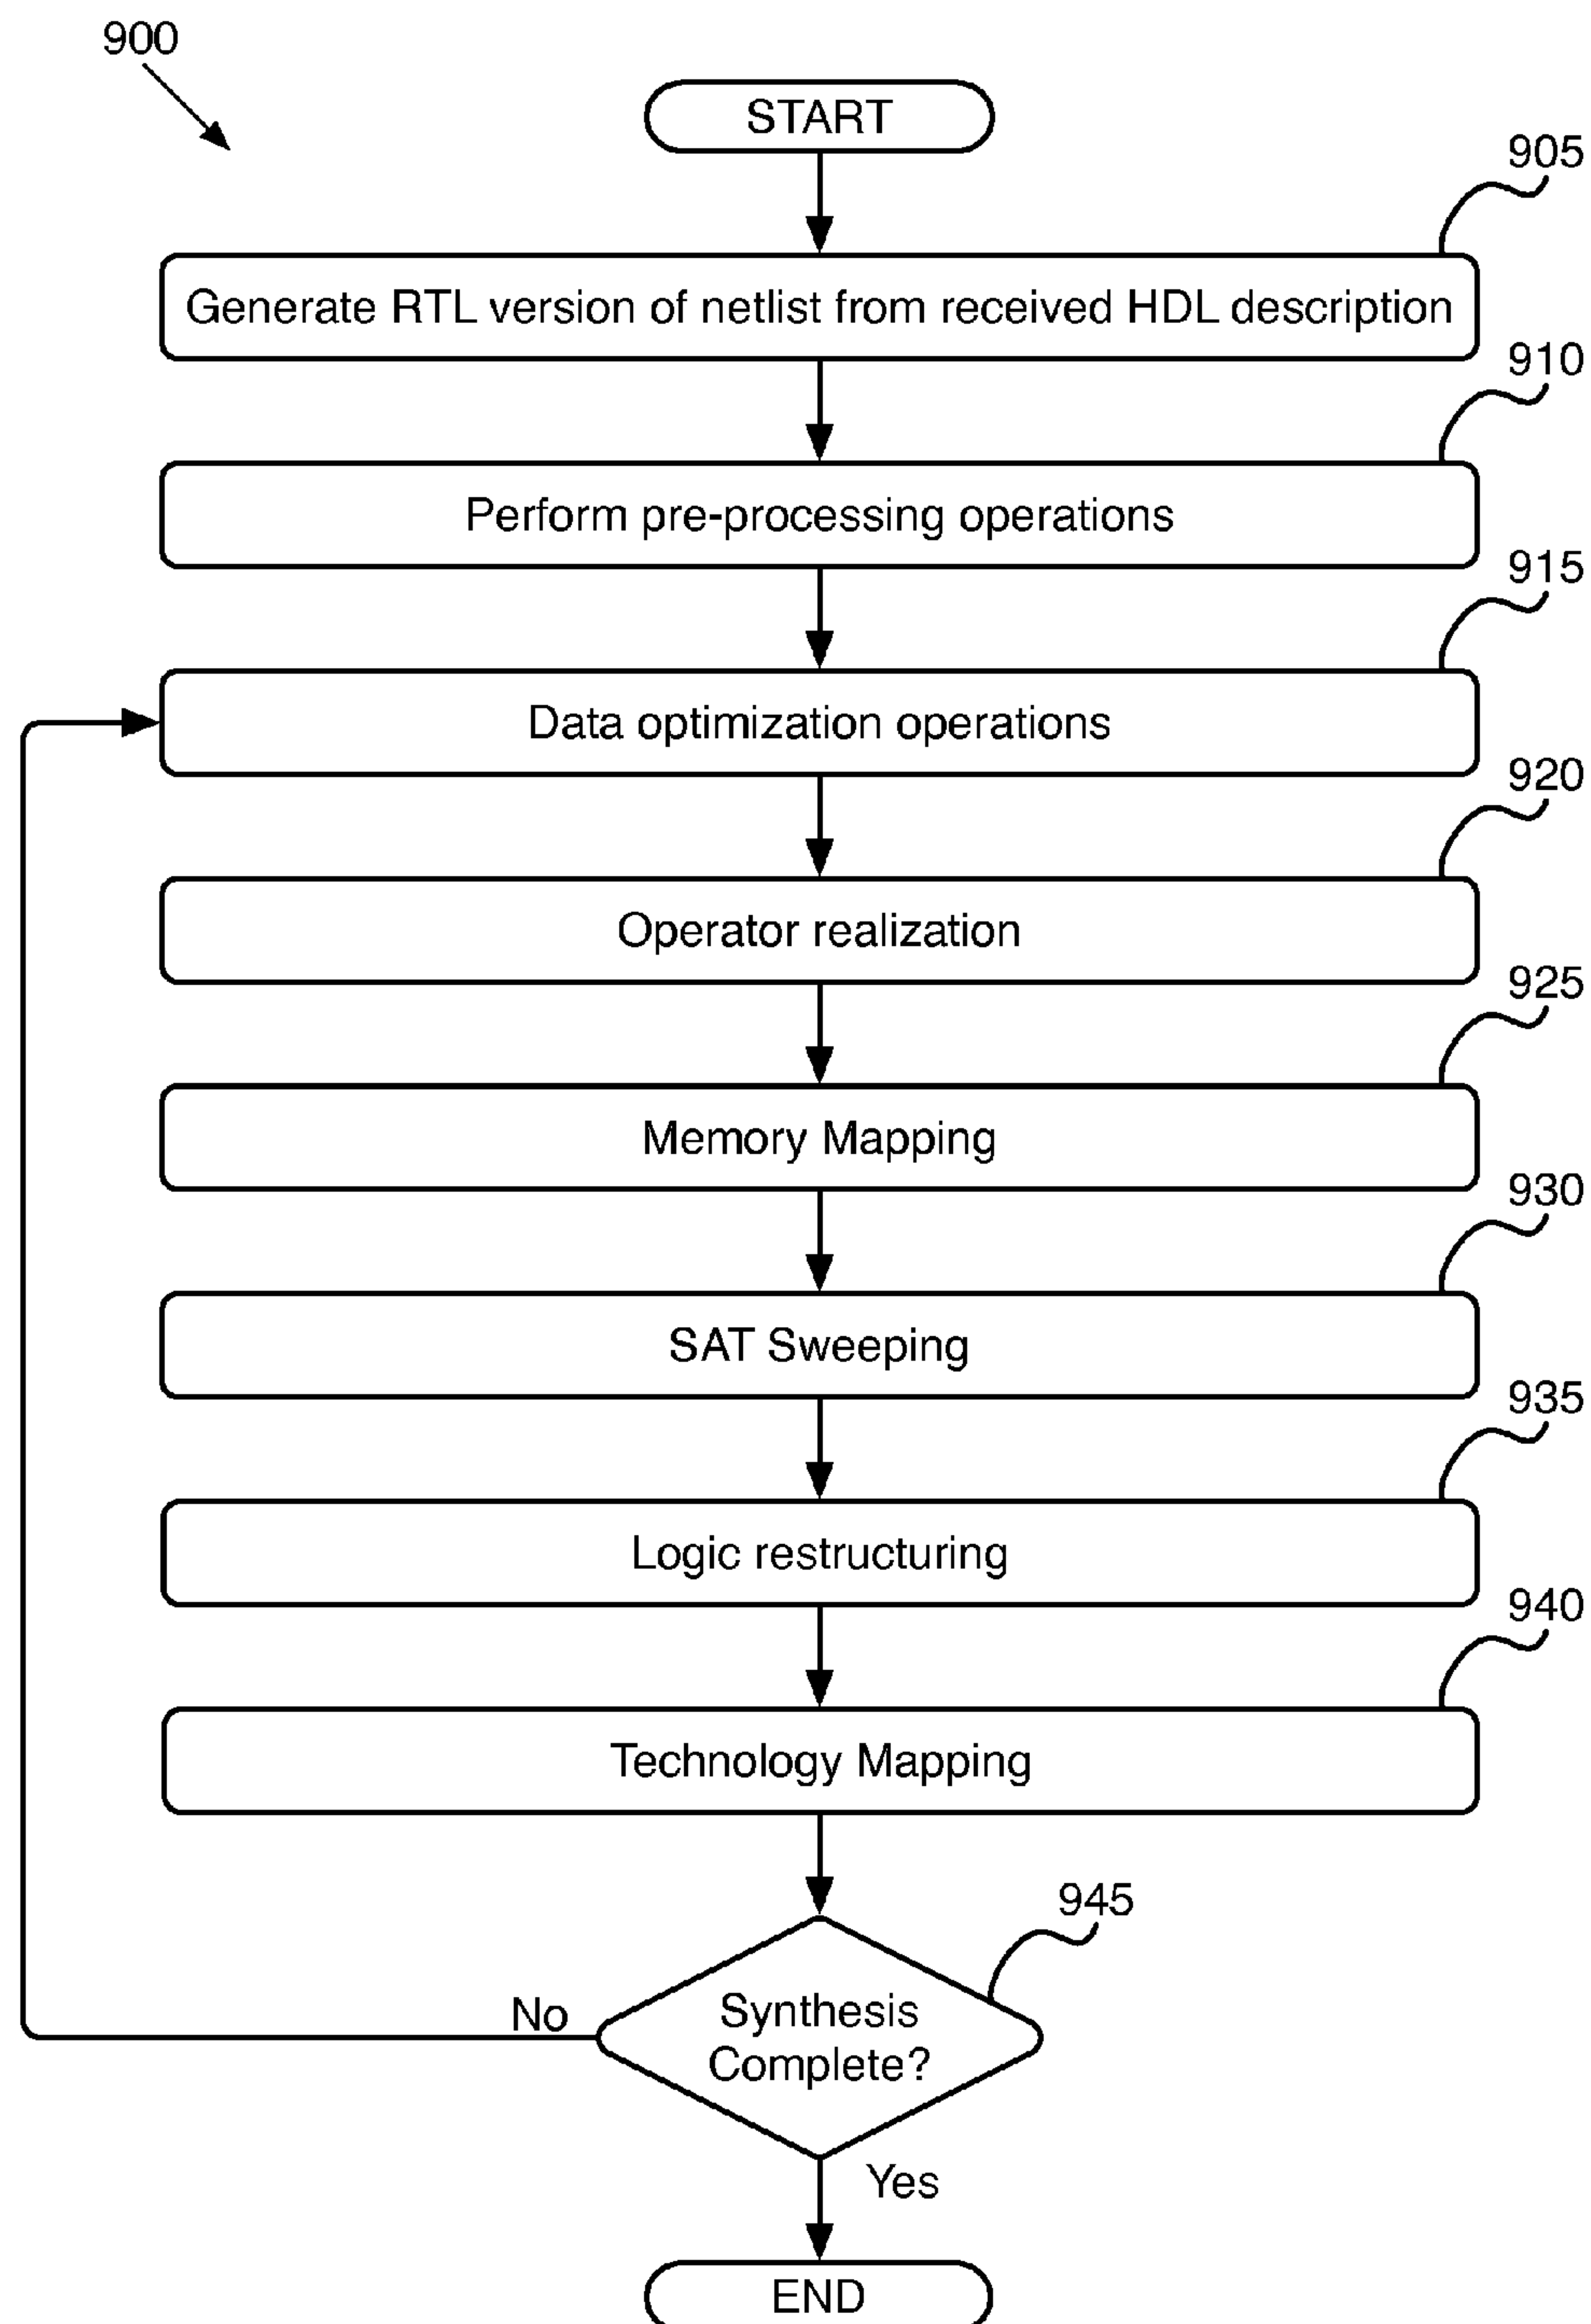 900
START
905
Generate RTL version of netlist from received HDL description
910
Perform pre-processing operations
915
Data optimization operations
920
Operator realization
925
Memory Mapping
930
SAT Sweeping
935
Logic restructuring
940
Technology Mapping
945
Synthesis
Complete?
No
Yes
END